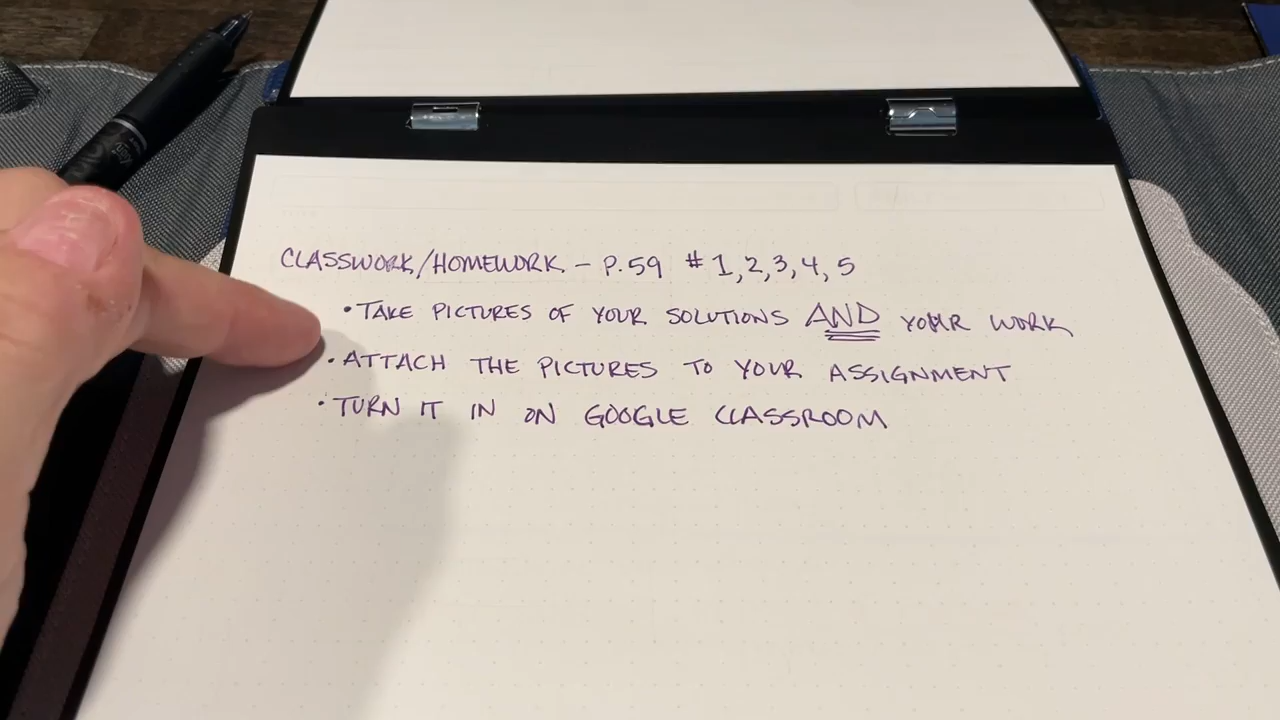 CLASSWORK/HOMEWORK - P.59 # 1,2,3,4,5
• TAKE PICTURES OF YOUR SOLUTIONS AND YOUR WORK
• ATTACH THE PICTURES TO YOUR ASSIGNMENT
• TURN IT IN ON GOOGLE CLASSROOM